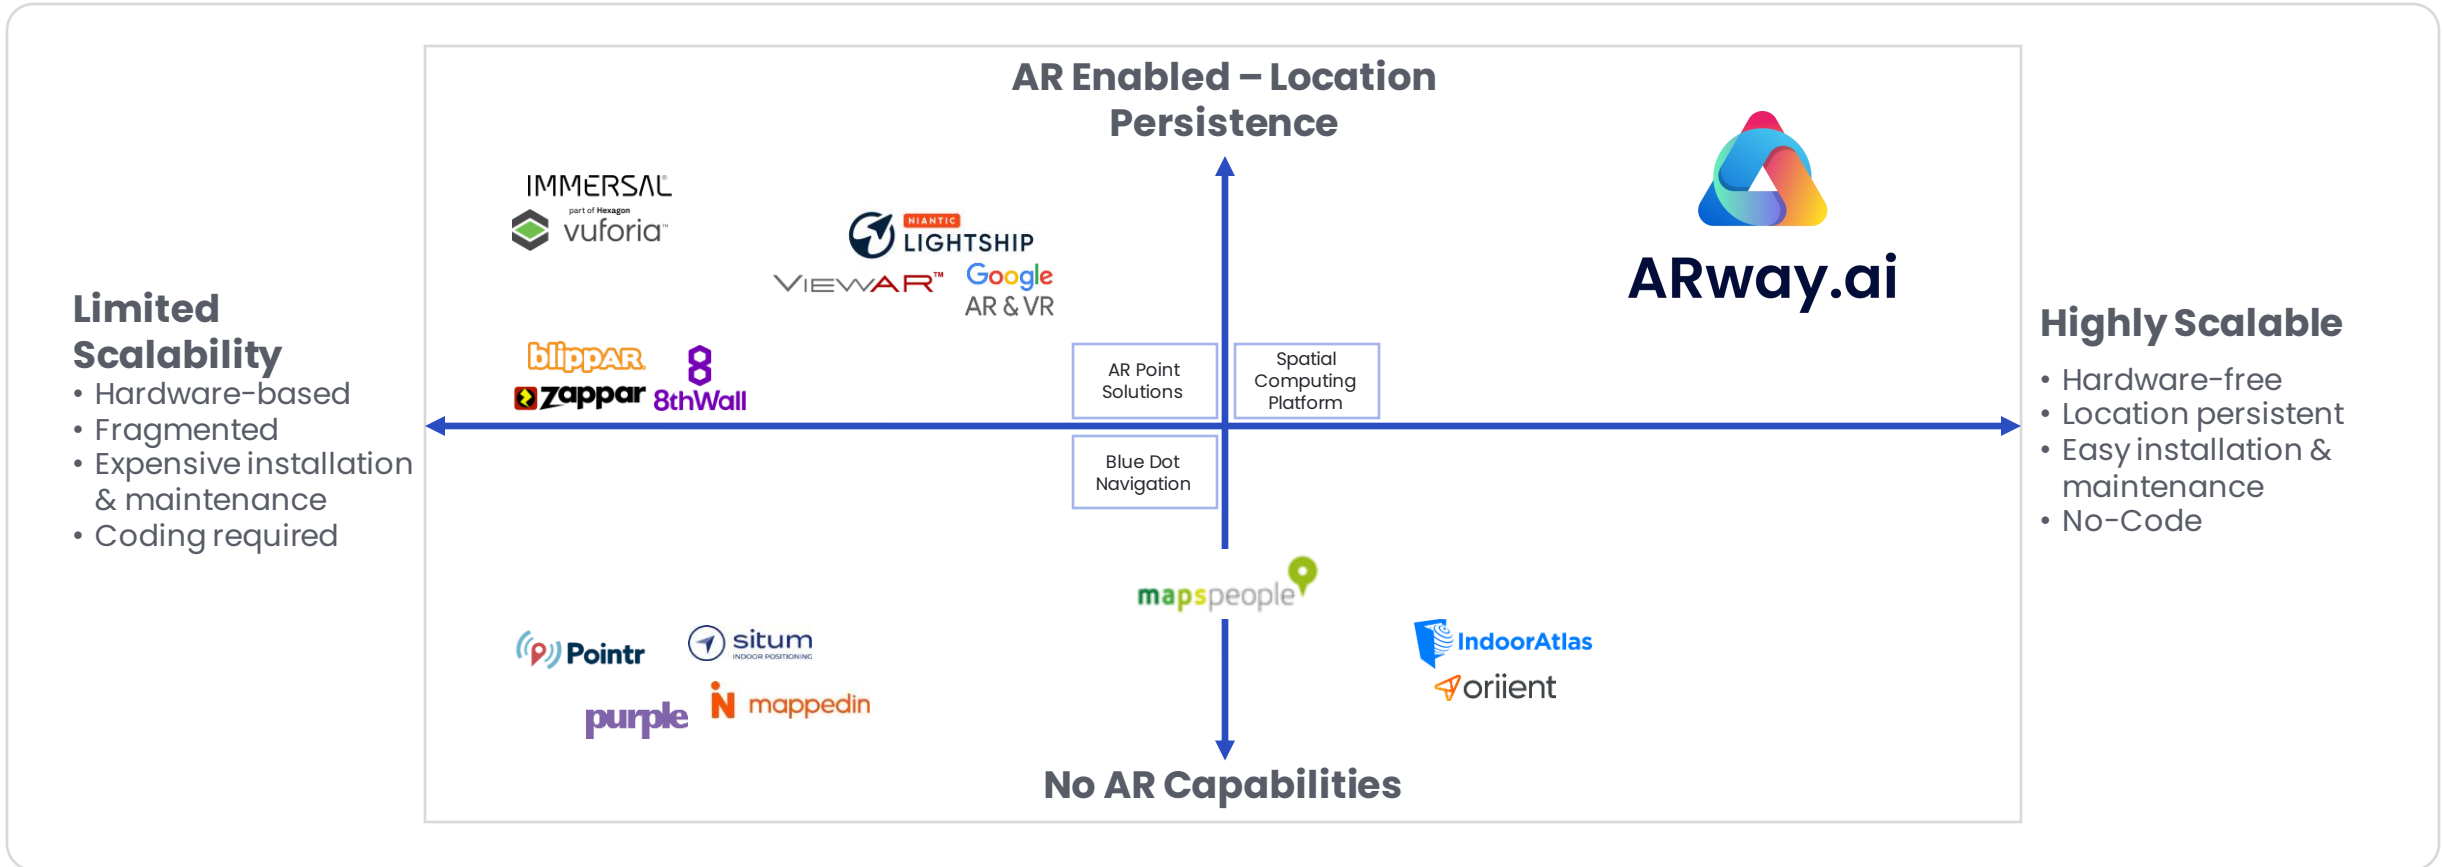 AR Enabled – Location
Persistence
IMMERSAL
part of Hexagon
vuforia™
NIANTIC
LIGHTSHIP
VIEWAR™
Google
AR & VR
ARway.ai
blippAR
zappar
8thWall
AR Point
Solutions
Spatial
Computing
Platform
Blue Dot
Navigation
Limited
Scalability
• Hardware-based
• Fragmented
• Expensive installation
& maintenance
• Coding required
Highly Scalable
• Hardware-free
• Location persistent
• Easy installation &
maintenance
• No-Code
mapspeople
Pointr
situm
INDOOR POSITIONING
purple
mappedin
IndoorAtlas
oriient
No AR Capabilities